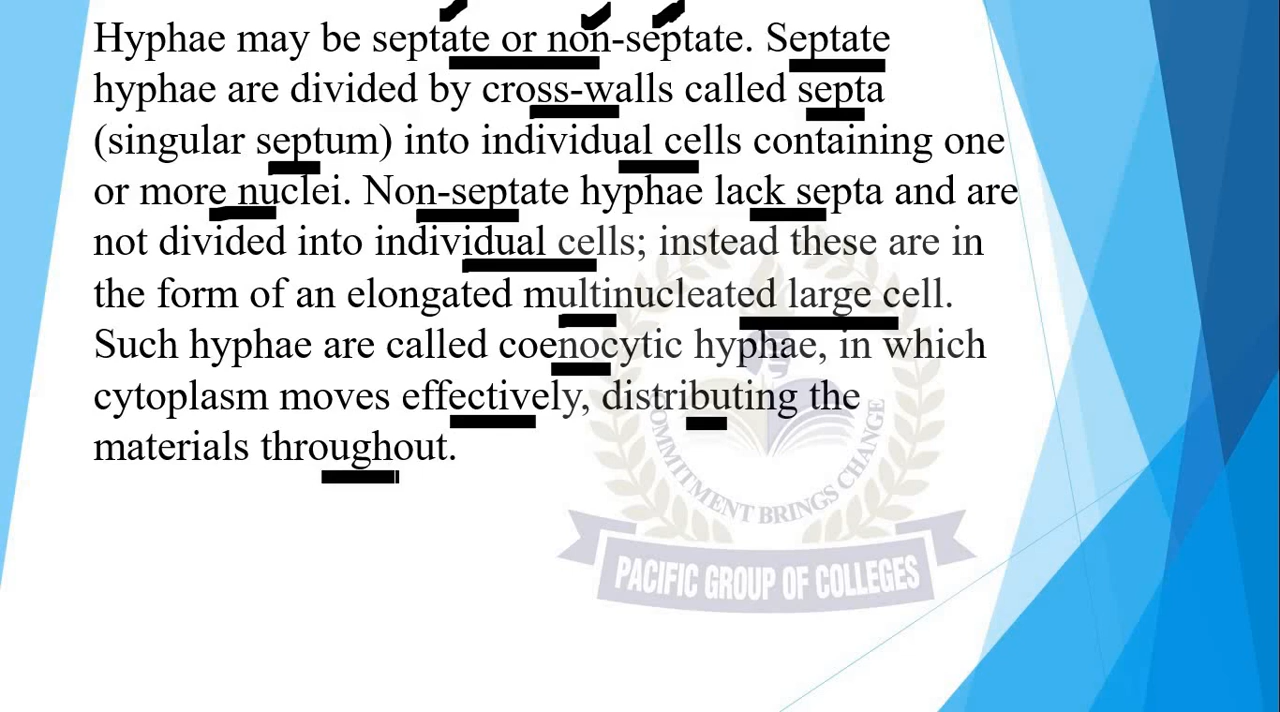 Hyphae may be septate or non-septate. Septate
hyphae are divided by cross-walls called septa
(singular septum) into individual cells containing one
or more nuclei. Non-septate hyphae lack septa and are
not divided into individual cells; instead these are in
the form of an elongated multinucleated large cell.
Such hyphae are called coenocytic hyphae, in which
cytoplasm moves effectively, distributing the
materials throughout.
COMMITMENT BRINGS CHANGE
PACIFIC GROUP OF COLLEGES